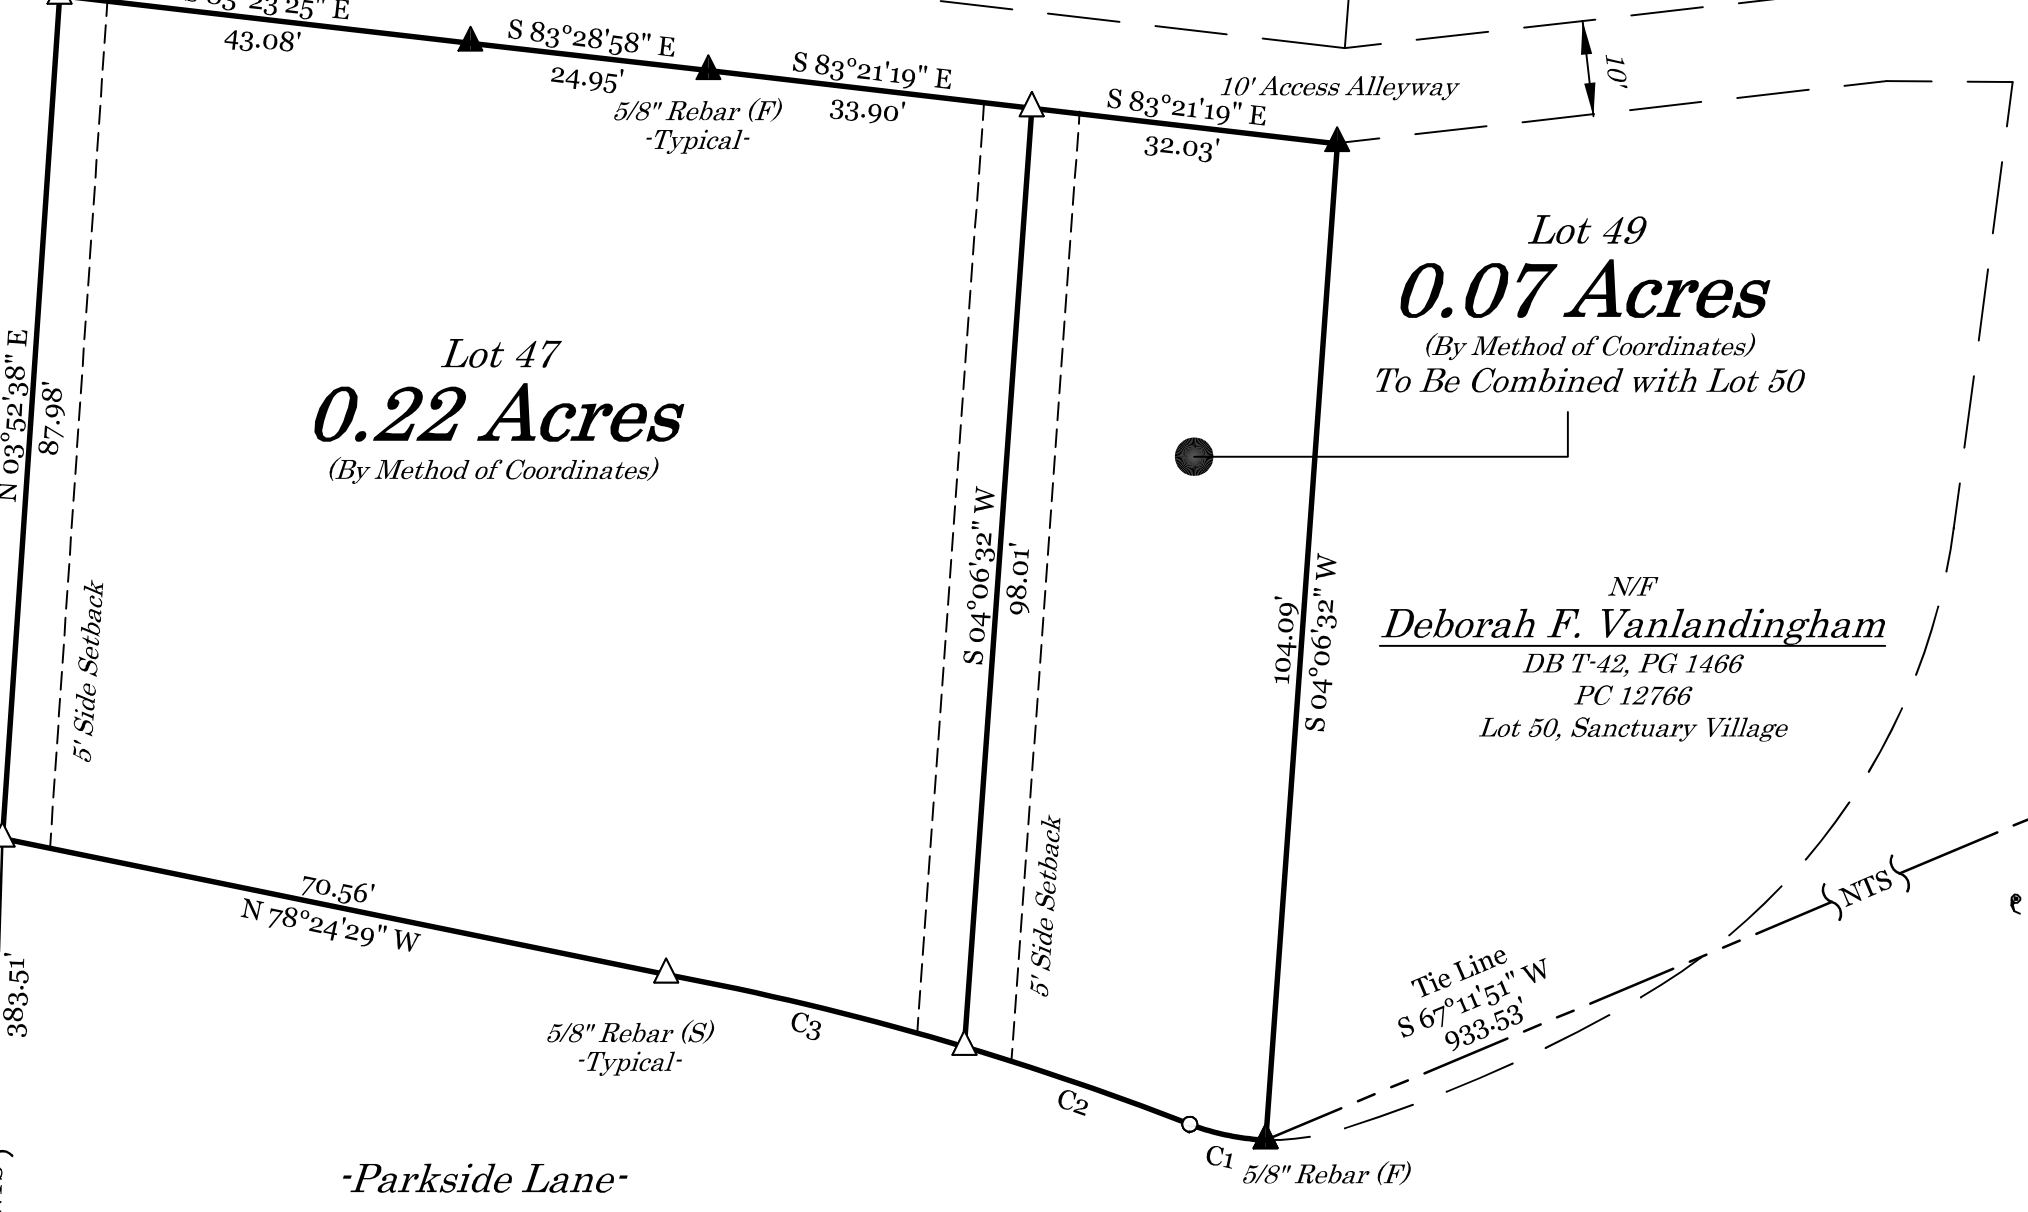 S 83°23'25" E
43.08'
S 83°28'58" E
24.95'
5/8" Rebar (F)
-Typical-
S 83°21'19" E
33.90'
10' Access Alleyway
S 83°21'19" E
32.03'
10'
Lot 49
0.07 Acres
(By Method of Coordinates)
To Be Combined with Lot 50
Lot 47
0.22 Acres
(By Method of Coordinates)
N 03°52'38" E
87.98'
5' Side Setback
S 04°06'32" W
98.01'
5' Side Setback
104.09'
S 04°06'32" W
N/F
Deborah F. Vanlandingham
DB T-42, PG 1466
PC 12766
Lot 50, Sanctuary Village
70.56'
N 78°24'29" W
383.51'
5/8" Rebar (S)
-Typical-
C3
C2
C1
5/8" Rebar (F)
Tie Line
S 67°11'51" W
933.53'
NTS
-Parkside Lane-